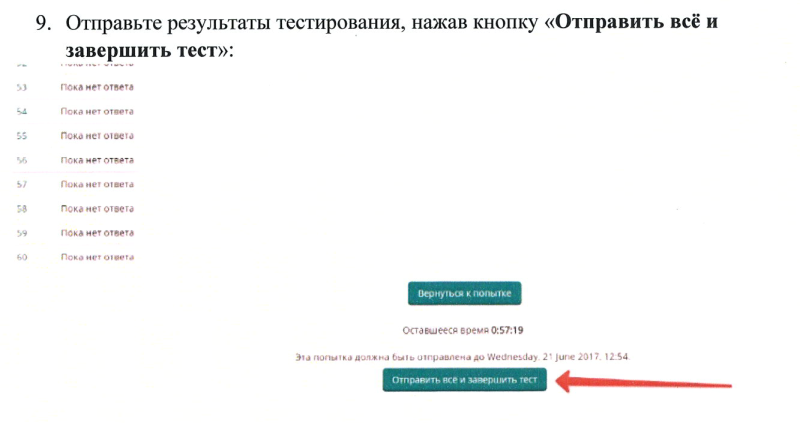 9. Отправьте результаты тестирования, нажав кнопку «Отправить всё и
завершить тест»:
53 Пока нет ответа
54 Пока нет ответа
55 Пока нет ответа
56 Пока нет ответа
57 Пока нет ответа
58 Пока нет ответа
59 Пока нет ответа
60 Пока нет ответа
Вернуться к попытке
Оставшееся время 0:57:19
Эта попытка должна быть отправлена до Wednesday, 21 June 2017, 12:54.
Отправить всё и завершить тест